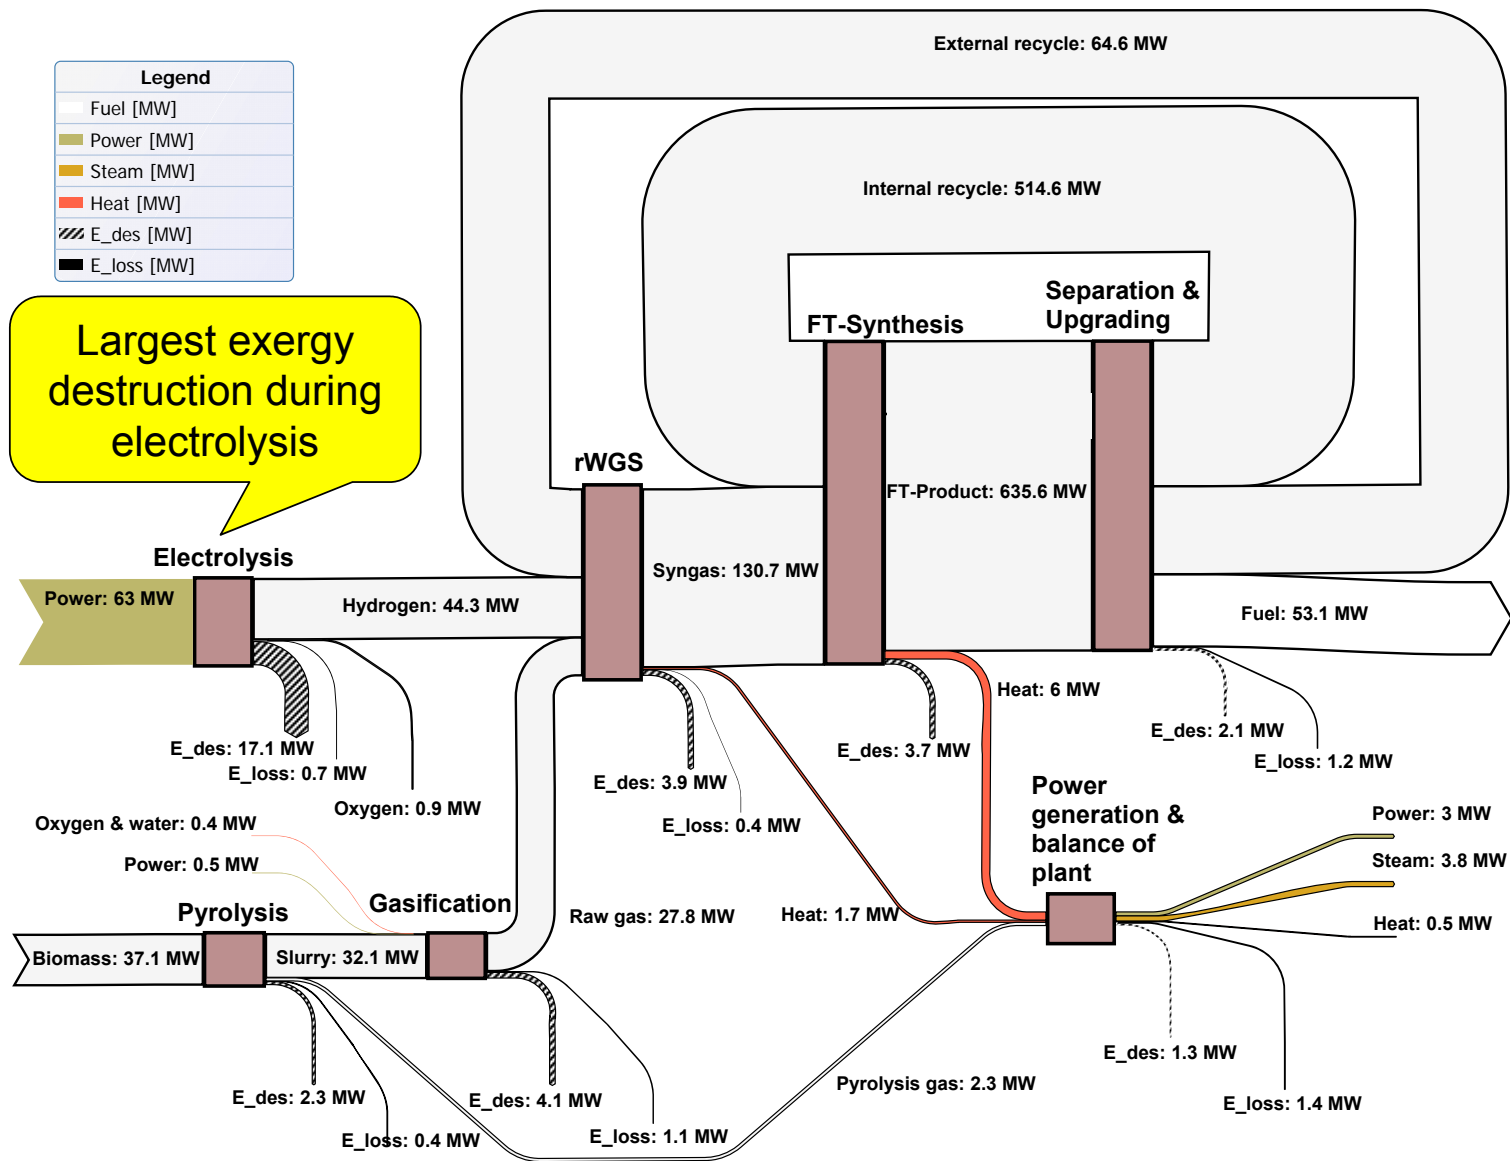 External recycle: 64.6 MW
Legend
Fuel [MW]
Power [MW]
Steam [MW]
Heat [MW]
E_des [MW]
E_loss [MW]
Internal recycle: 514.6 MW
Largest exergy
destruction during
electrolysis
Separation &
Upgrading
FT-Synthesis
rWGS
FT-Product: 635.6 MW
Electrolysis
Syngas: 130.7 MW
Power: 63 MW
Hydrogen: 44.3 MW
Fuel: 53.1 MW
Heat: 6 MW
E_des: 17.1 MW
E_loss: 0.7 MW
Oxygen: 0.9 MW
E_des: 3.9 MW
E_loss: 0.4 MW
E_des: 3.7 MW
E_des: 2.1 MW
E_loss: 1.2 MW
Oxygen & water: 0.4 MW
Power: 0.5 MW
Power
generation &
balance of
plant
Power: 3 MW
Steam: 3.8 MW
Heat: 0.5 MW
Pyrolysis
Gasification
Raw gas: 27.8 MW
Heat: 1.7 MW
Biomass: 37.1 MW
Slurry: 32.1 MW
E_des: 1.3 MW
E_loss: 1.4 MW
Pyrolysis gas: 2.3 MW
E_des: 2.3 MW
E_loss: 0.4 MW
E_des: 4.1 MW
E_loss: 1.1 MW